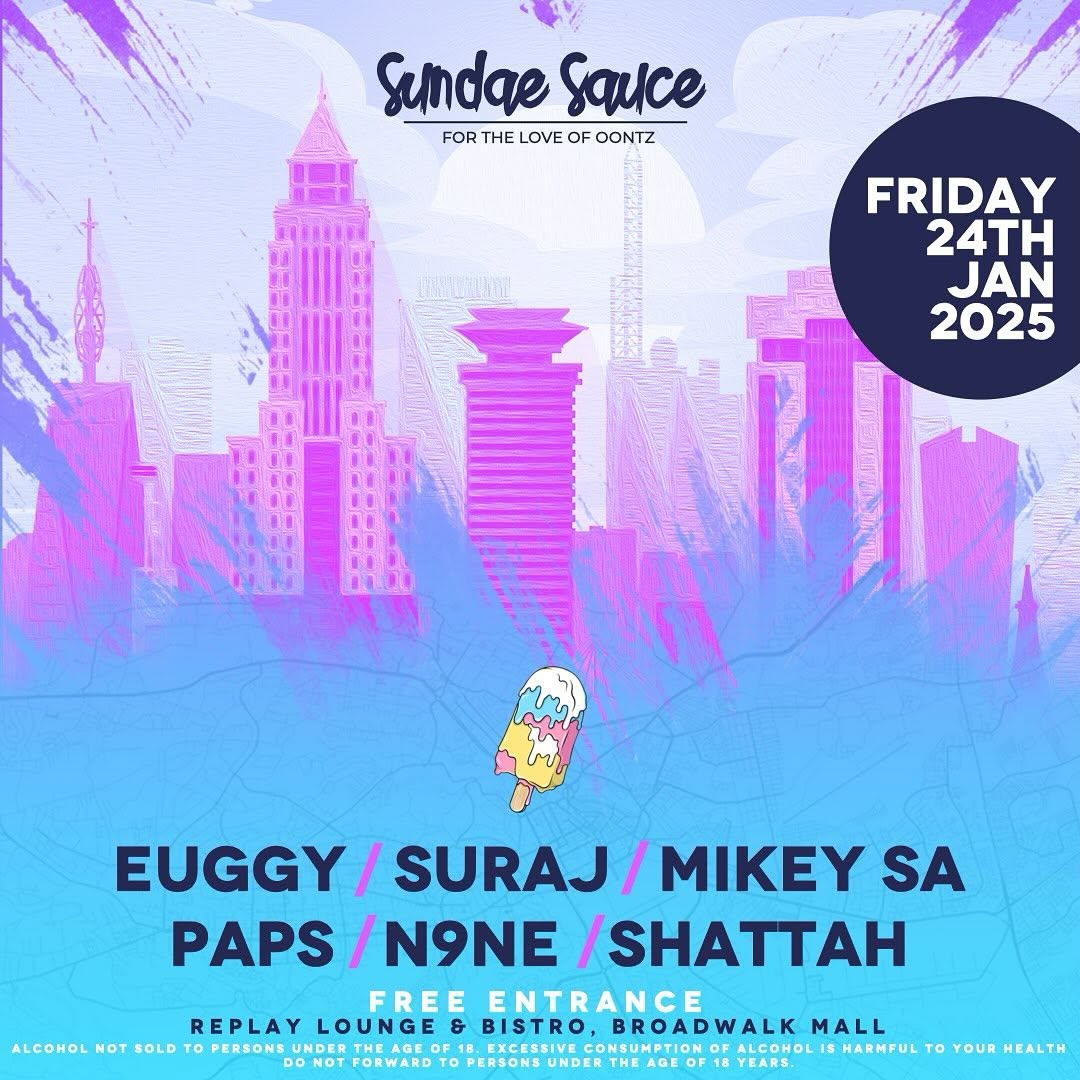 Sundae Sauce
FOR THE LOVE OF OONTZ
FRIDAY
24TH
JAN
2025
EUGGY / SURAJ / MIKEY SA
PAPS / N9NE / SHATTAH
FREE ENTRANCE
REPLAY LOUNGE & BISTRO, BROADWALK MALL
ALCOHOL NOT SOLD TO PERSONS UNDER THE AGE OF 18. EXCESSIVE CONSUMPTION OF ALCOHOL IS HARMFUL TO YOUR HEALTH
DO NOT FORWARD TO PERSONS UNDER THE AGE OF 18 YEARS.